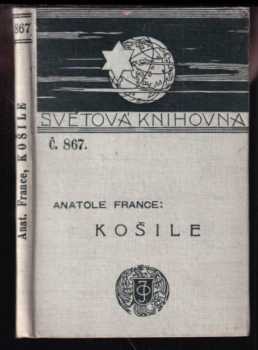 867
Anat. France, KOŠILE
SVĚTOVÁ KNIHOVNA
Č. 867.
ANATOLE FRANCE:
KOŠILE